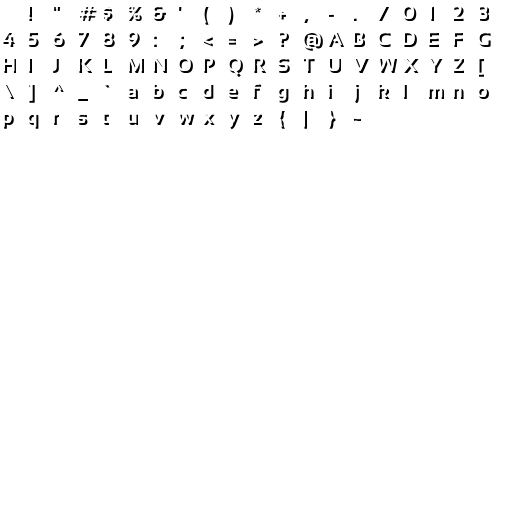 ! " # $ % & ' ( ) * + , - . / 0 1 2 3
4 5 6 7 8 9 : ; < = > ? @ A B C D E F G
H I J K L M N O P Q R S T U V W X Y Z [
\ ] ^ _ ` a b c d e f g h i j k l m n o
p q r s t u v w x y z { | } ~